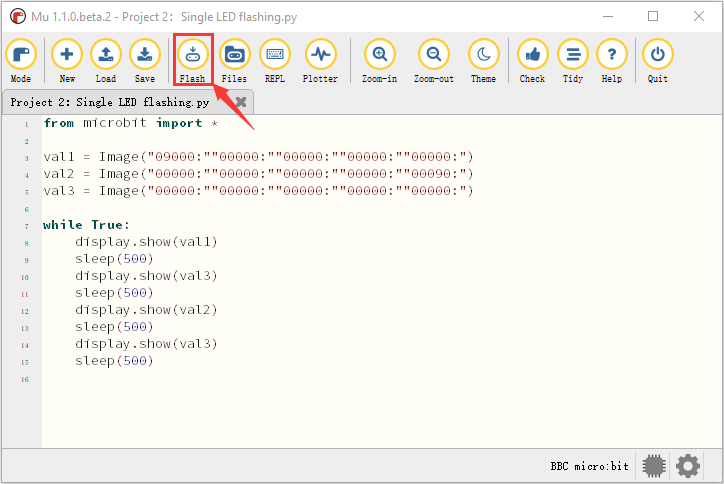 Mu 1.1.0.beta.2 - Project 2： Single LED flashing.py
Mode New Load Save Flash Files REPL Plotter Zoom-in Zoom-out Theme Check Tidy Help Quit
Project 2: Single LED flashing.py
1 from microbit import *
2
3 val1 = Image("09000:""00000:""00000:""00000:""00000:")
4 val2 = Image("00000:""00000:""00000:""00000:""00090:")
5 val3 = Image("00000:""00000:""00000:""00000:""00000:")
6
7 while True:
8 display.show(val1)
9 sleep(500)
10 display.show(val3)
11 sleep(500)
12 display.show(val2)
13 sleep(500)
14 display.show(val3)
15 sleep(500)
16
BBC micro:bit